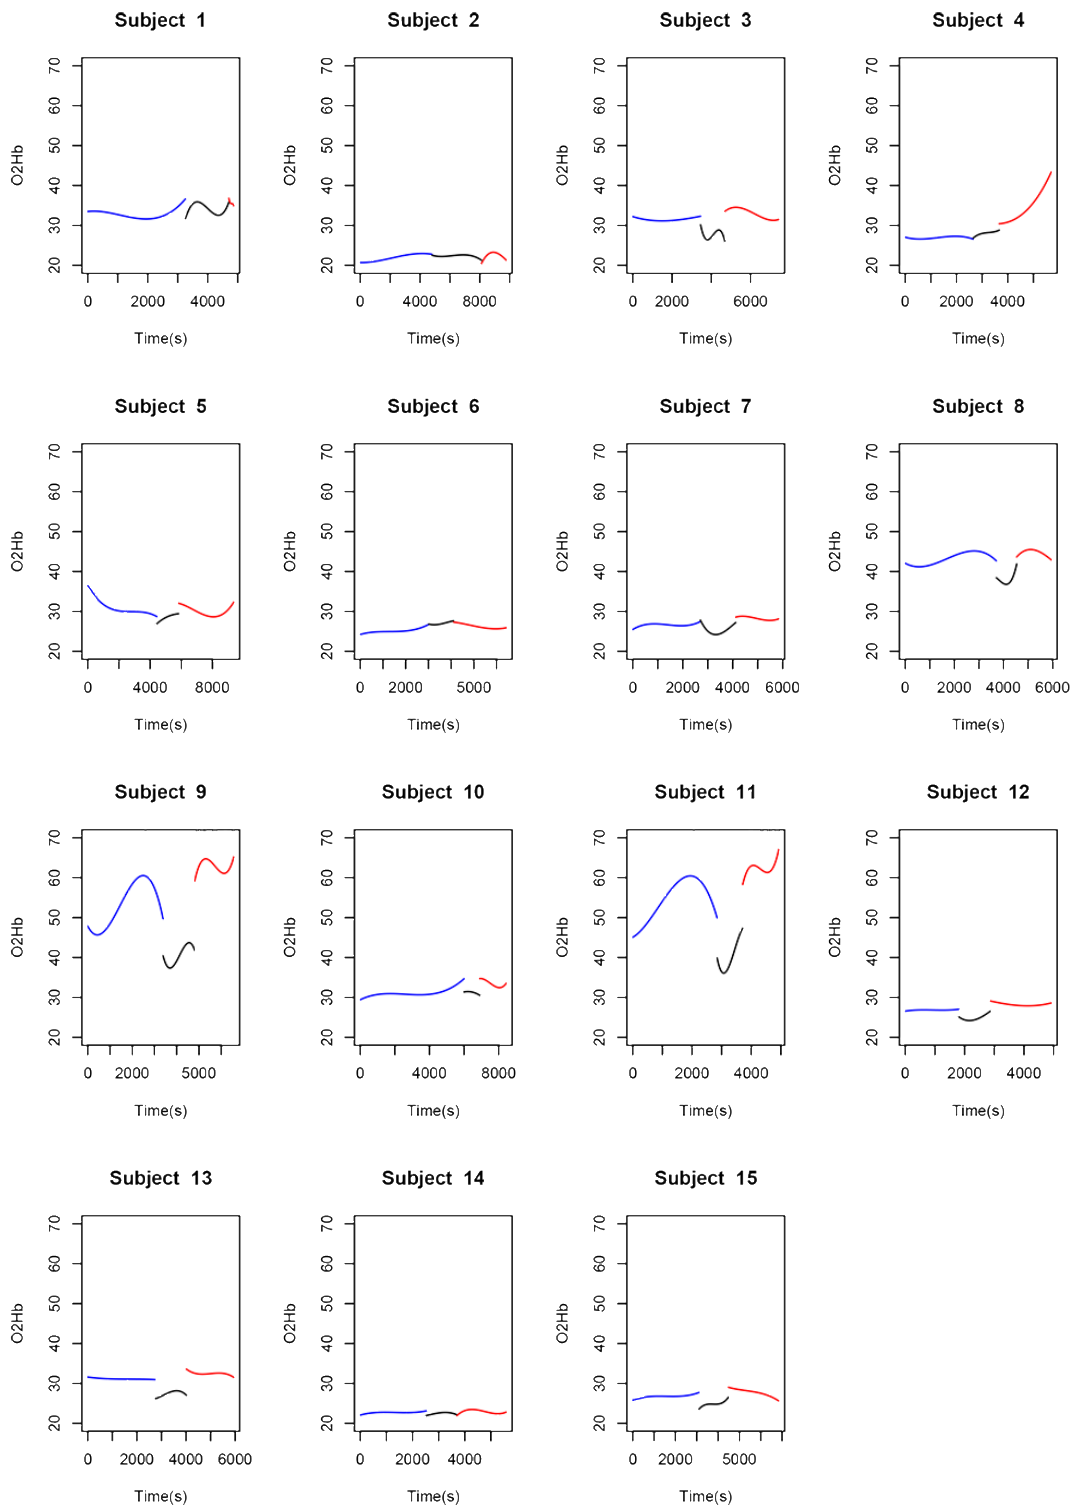 Subject 1 Subject 2 Subject 3 Subject 4
O2Hb 20 30 40 50 60 70 O2Hb 20 30 40 50 60 70 O2Hb 20 30 40 50 60 70 O2Hb 20 30 40 50 60 70
0 2000 4000 0 4000 8000 0 2000 6000 0 2000 4000
Time(s) Time(s) Time(s) Time(s)
Subject 5 Subject 6 Subject 7 Subject 8
O2Hb 20 30 40 50 60 70 O2Hb 20 30 40 50 60 70 O2Hb 20 30 40 50 60 70 O2Hb 20 30 40 50 60 70
0 4000 8000 0 2000 5000 0 2000 4000 6000 0 2000 4000 6000
Time(s) Time(s) Time(s) Time(s)
Subject 9 Subject 10 Subject 11 Subject 12
O2Hb 20 30 40 50 60 70 O2Hb 20 30 40 50 60 70 O2Hb 20 30 40 50 60 70 O2Hb 20 30 40 50 60 70
0 2000 5000 0 4000 8000 0 2000 4000 0 2000 4000
Time(s) Time(s) Time(s) Time(s)
Subject 13 Subject 14 Subject 15
O2Hb 20 30 40 50 60 70 O2Hb 20 30 40 50 60 70 O2Hb 20 30 40 50 60 70
0 2000 4000 6000 0 2000 4000 0 2000 5000
Time(s) Time(s) Time(s)